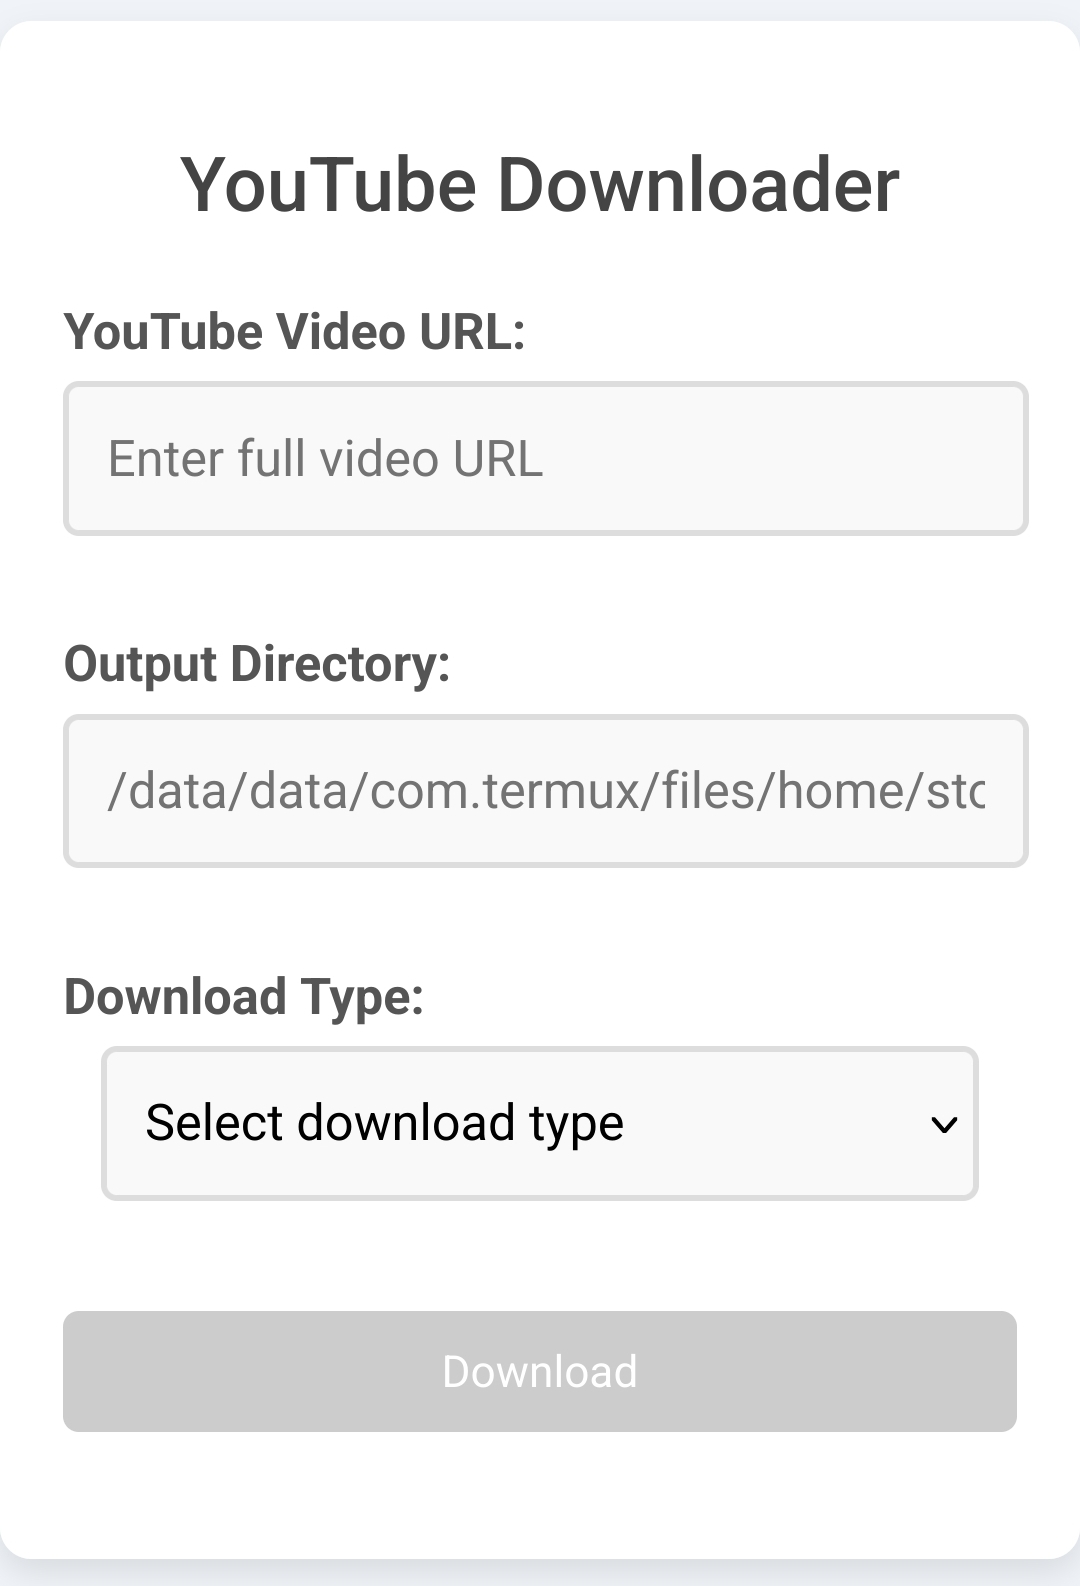 YouTube Downloader
YouTube Video URL:
Enter full video URL
Output Directory:
/data/data/com.termux/files/home/sto
Download Type:
Select download type
Download